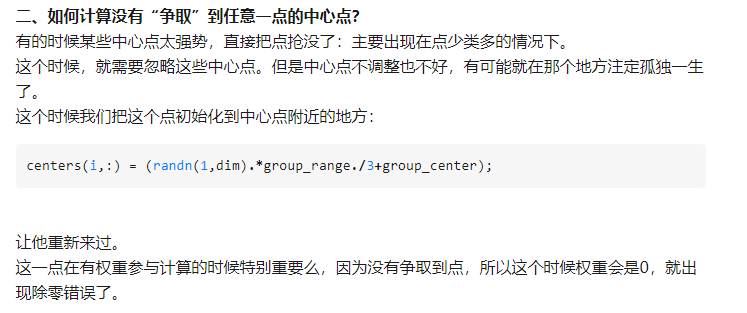 二、如何计算没有“争取”到任意一点的中心点？
有的时候某些中心点太强势，直接把点抢没了：主要出现在点少类多的情况下。
这个时候，就需要忽略这些中心点。但是中心点不调整也不好，有可能就在那个地方注定孤独一生
了。
这个时候我们把这个点初始化到中心点附近的地方：
centers(i,:) = (randn(1,dim).*group_range./3+group_center);
让他重新来过。
这一点在有权重参与计算的时候特别重要么，因为没有争取到点，所以这个时候权重会是0，就出
现除零错误了。